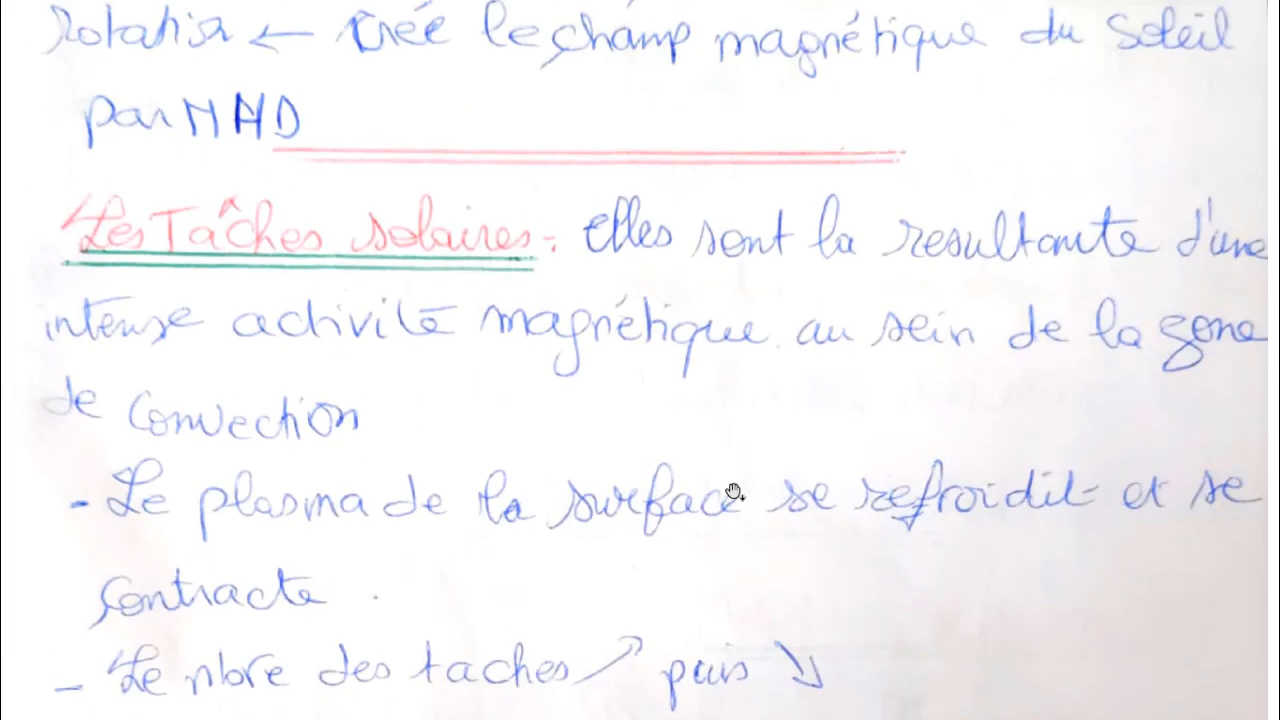 rotation ← Créé le champ magnétique du Soleil
par MHD
Les Tâches solaires : elles sont la resultante d'une
intense activité magnétique au sein de la zone
de Convection
- Le plasma de la surface se refroidit et se
Contracte .
- Le nbre des taches ↗ puis ↘